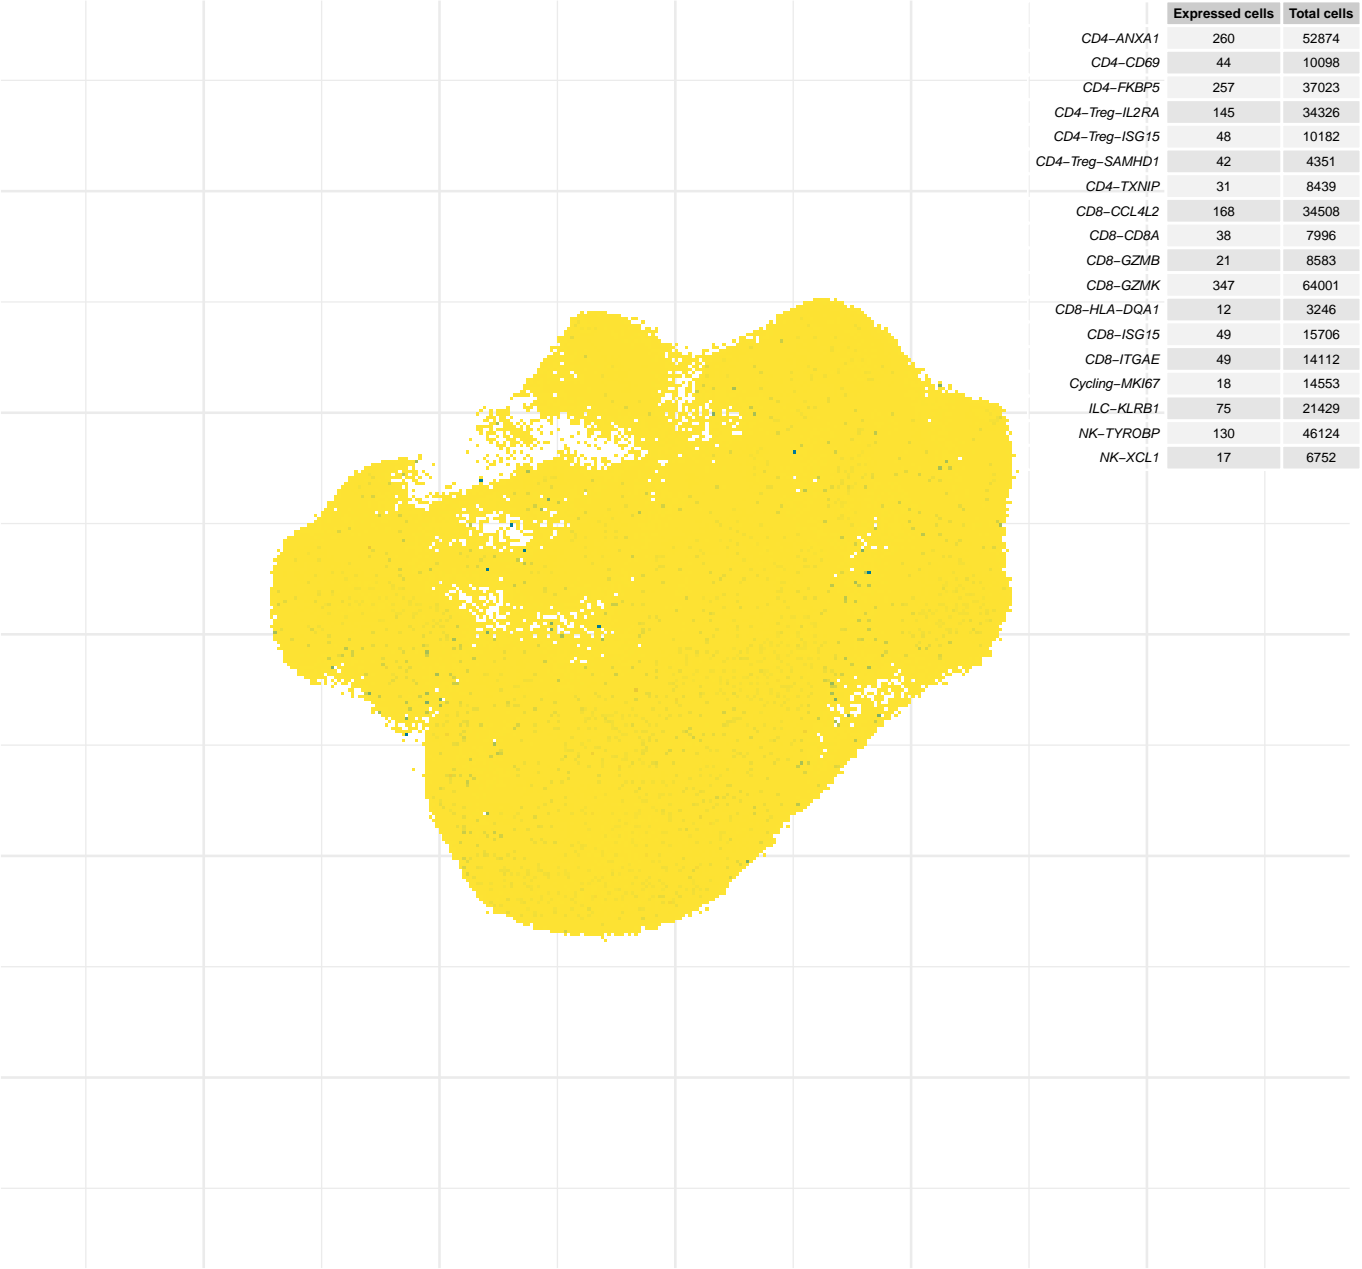 Expressed cells Total cells
CD4−ANXA1 260 52874
CD4−CD69 44 10098
CD4−FKBP5 257 37023
CD4−Treg−IL2RA 145 34326
CD4−Treg−ISG15 48 10182
CD4−Treg−SAMHD1 42 4351
CD4−TXNIP 31 8439
CD8−CCL4L2 168 34508
CD8−CD8A 38 7996
CD8−GZMB 21 8583
CD8−GZMK 347 64001
CD8−HLA−DQA1 12 3246
CD8−ISG15 49 15706
CD8−ITGAE 49 14112
Cycling−MKI67 18 14553
ILC−KLRB1 75 21429
NK−TYROBP 130 46124
NK−XCL1 17 6752